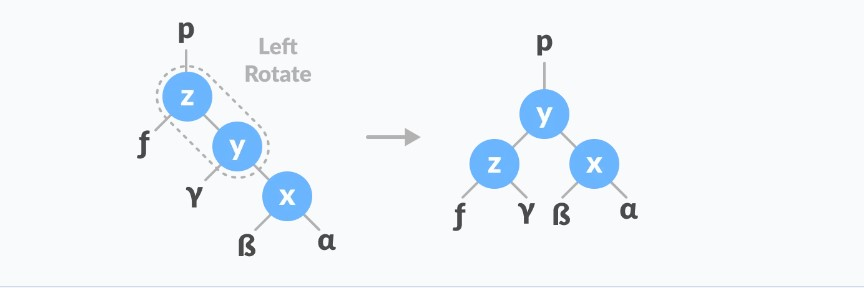 p
Left
Rotate
z
ƒ
y
γ
x
ß
α
p
y
z
x
ƒ
γ
ß
α